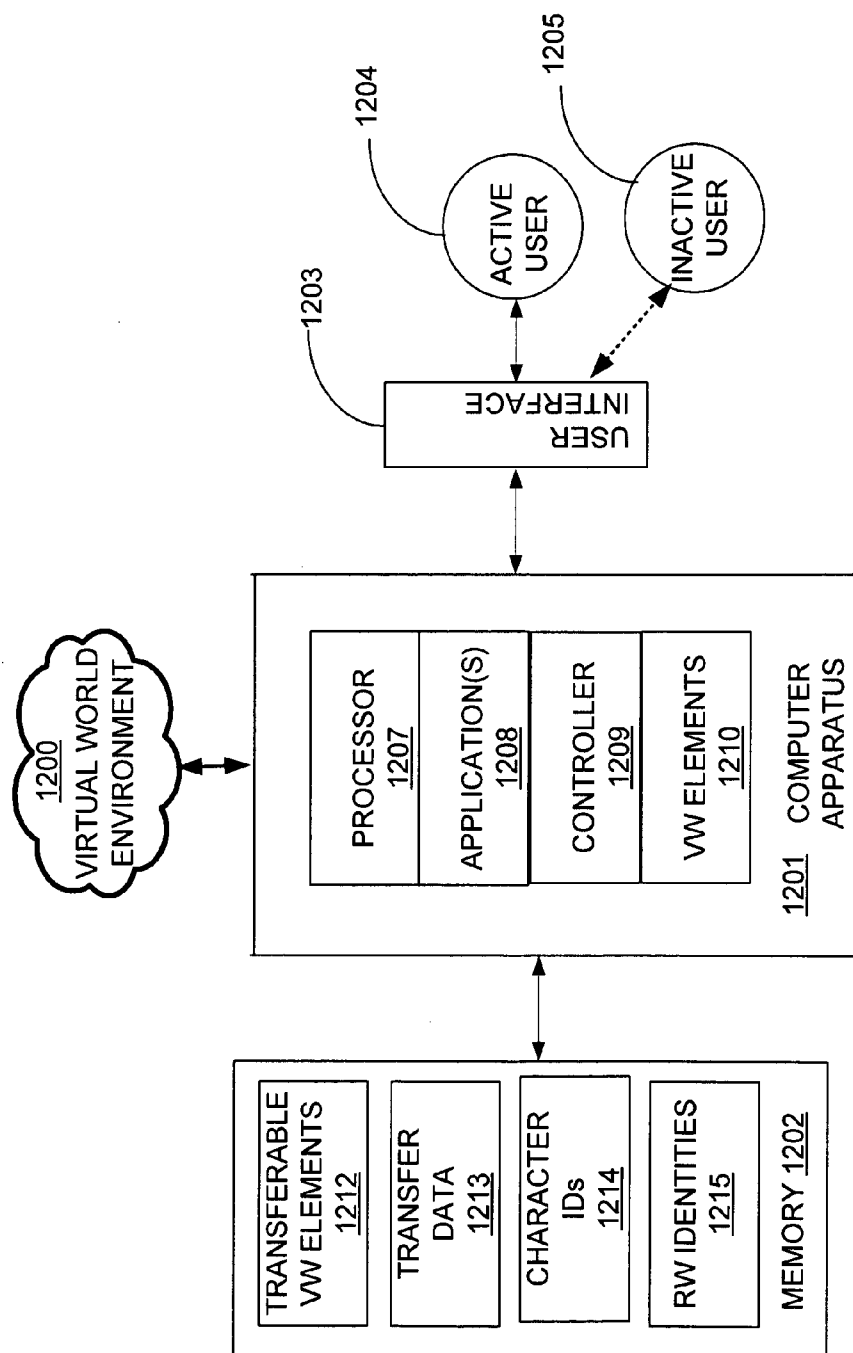 1200
VIRTUAL WORLD
ENVIRONMENT
TRANSFERABLE
VW ELEMENTS
1212
TRANSFER
DATA
1213
CHARACTER
IDs
1214
RW IDENTITIES
1215
MEMORY 1202
PROCESSOR
1207
APPLICATION(S)
1208
CONTROLLER
1209
VW ELEMENTS
1210
1201 COMPUTER
APPARATUS
1203
USER
INTERFACE
1204
ACTIVE
USER
1205
INACTIVE
USER